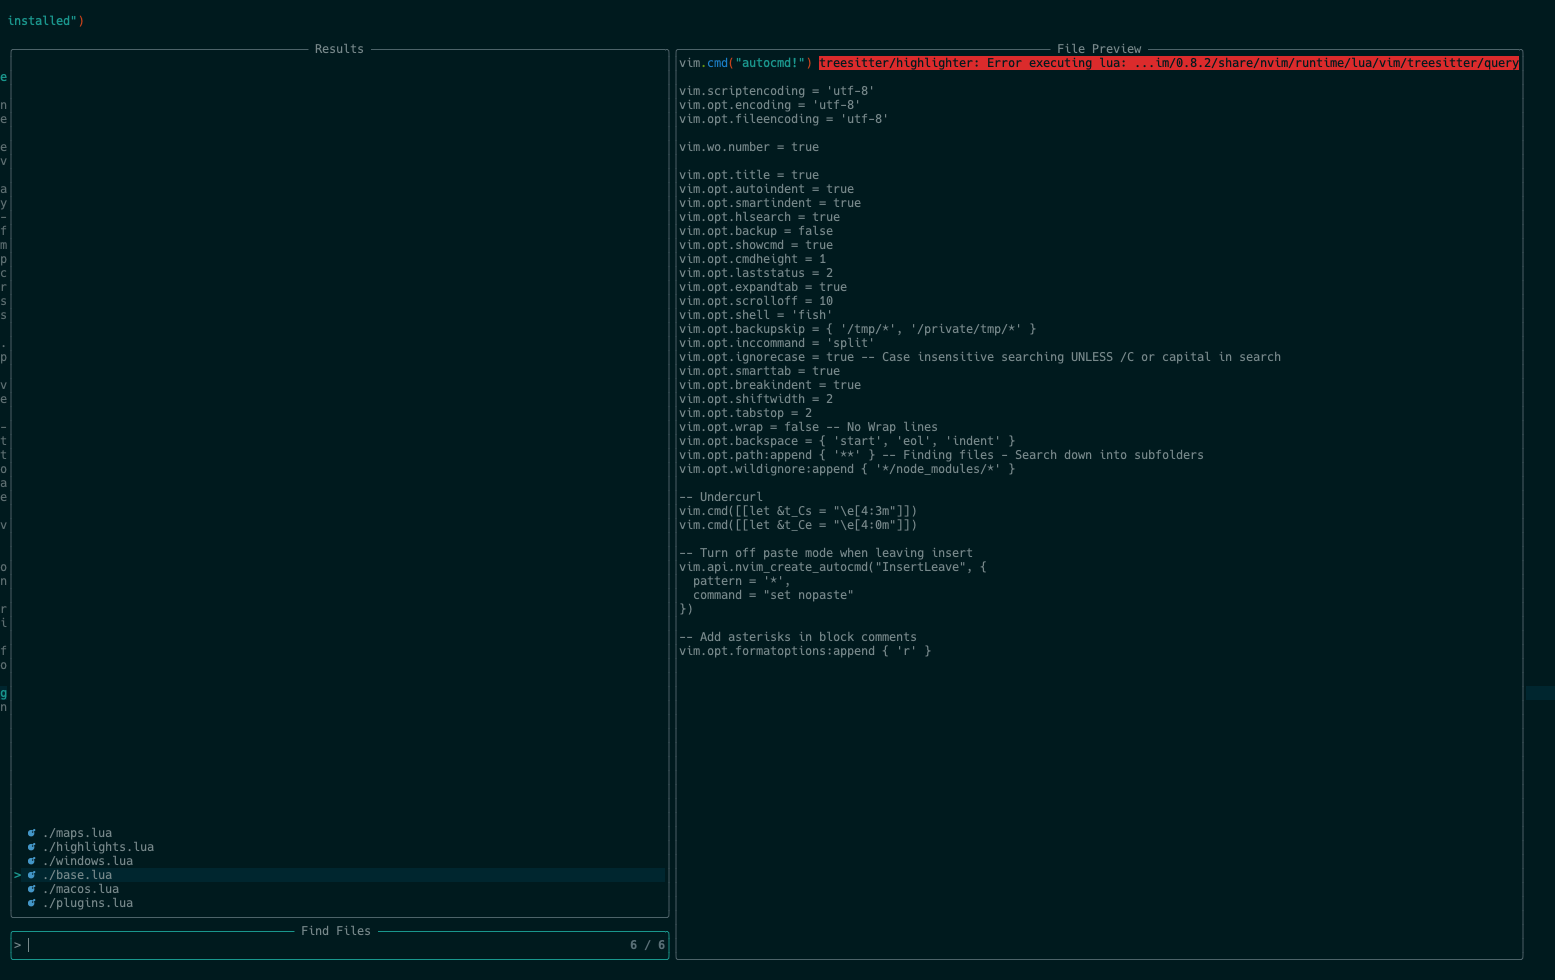 installed")
Results
e
n
e
e
v
a
y
-
f
m
p
c
r
s
s
.
p
v
e
-
t
t
o
a
e
v
o
n
r
i
f
o
g
n
./maps.lua
./highlights.lua
./windows.lua
> ./base.lua
./macos.lua
./plugins.lua
Find Files
> 6 / 6
File Preview
vim.cmd("autocmd!") treesitter/highlighter: Error executing lua: ...im/0.8.2/share/nvim/runtime/lua/vim/treesitter/query
vim.scriptencoding = 'utf-8'
vim.opt.encoding = 'utf-8'
vim.opt.fileencoding = 'utf-8'
vim.wo.number = true
vim.opt.title = true
vim.opt.autoindent = true
vim.opt.smartindent = true
vim.opt.hlsearch = true
vim.opt.backup = false
vim.opt.showcmd = true
vim.opt.cmdheight = 1
vim.opt.laststatus = 2
vim.opt.expandtab = true
vim.opt.scrolloff = 10
vim.opt.shell = 'fish'
vim.opt.backupskip = { '/tmp/*', '/private/tmp/*' }
vim.opt.inccommand = 'split'
vim.opt.ignorecase = true -- Case insensitive searching UNLESS /C or capital in search
vim.opt.smarttab = true
vim.opt.breakindent = true
vim.opt.shiftwidth = 2
vim.opt.tabstop = 2
vim.opt.wrap = false -- No Wrap lines
vim.opt.backspace = { 'start', 'eol', 'indent' }
vim.opt.path:append { '**' } -- Finding files - Search down into subfolders
vim.opt.wildignore:append { '*/node_modules/*' }
-- Undercurl
vim.cmd([[let &t_Cs = "\e[4:3m"]])
vim.cmd([[let &t_Ce = "\e[4:0m"]])
-- Turn off paste mode when leaving insert
vim.api.nvim_create_autocmd("InsertLeave", {
  pattern = '*',
  command = "set nopaste"
})
-- Add asterisks in block comments
vim.opt.formatoptions:append { 'r' }